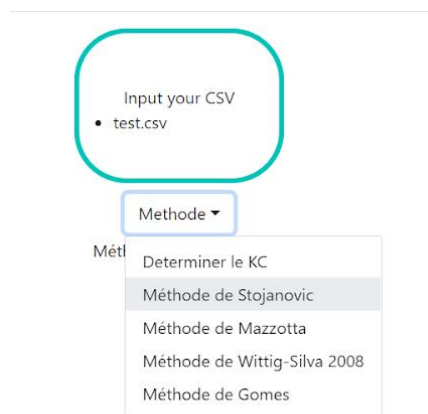 Input your CSV
• test.csv
Methode
Mét
Determiner le KC
Méthode de Stojanovic
Méthode de Mazzotta
Méthode de Wittig-Silva 2008
Méthode de Gomes